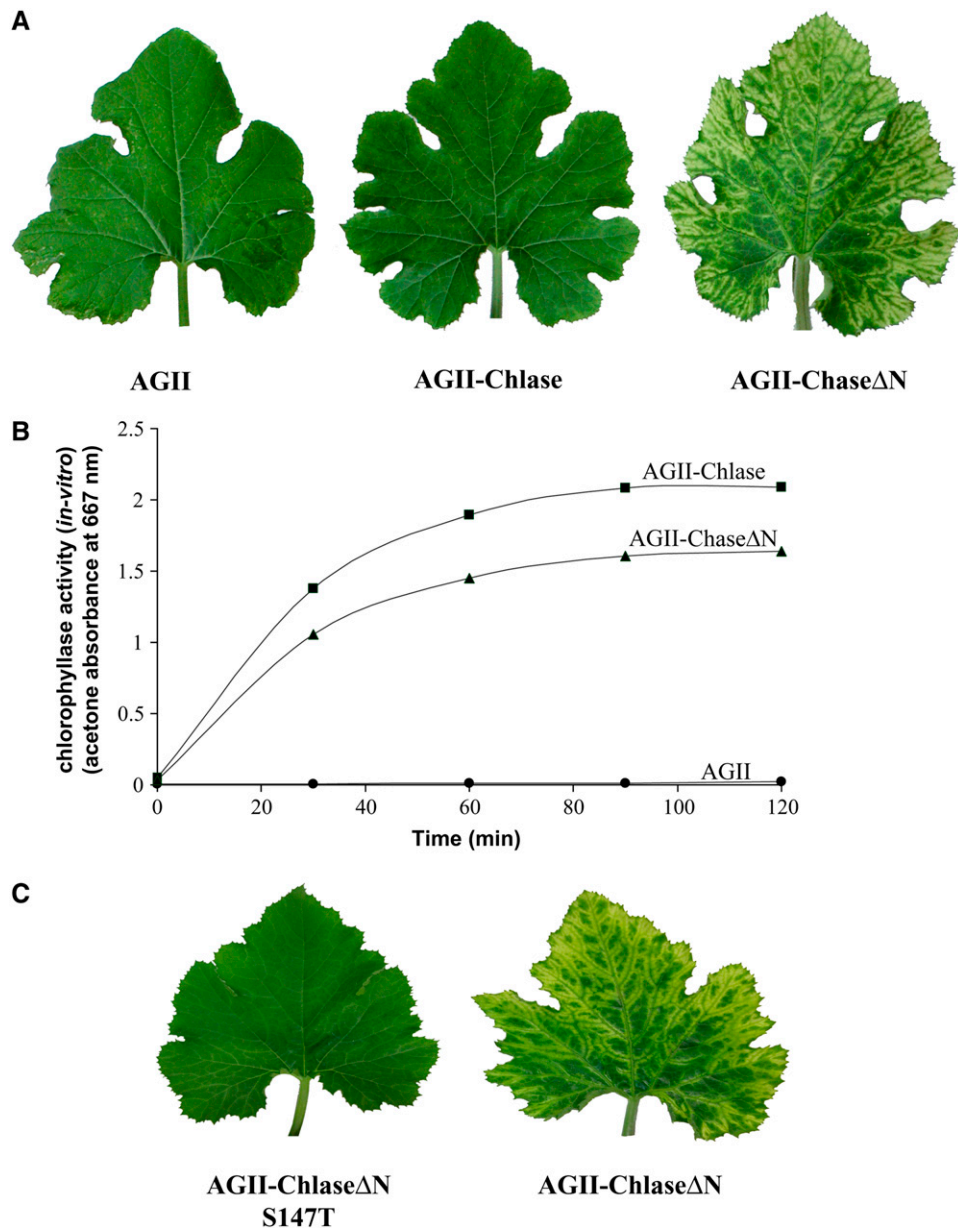 A
AGII
AGII-Chlase
AGII-ChaseΔN
B
chlorophyllase activity (in-vitro)
(acetone absorbance at 667 nm)
2.5
2
1.5
1
0.5
0
AGII-Chlase
AGII-ChaseΔN
AGII
0 20 40 60 80 100 120
Time (min)
C
AGII-ChlaseΔN
S147T
AGII-ChlaseΔN